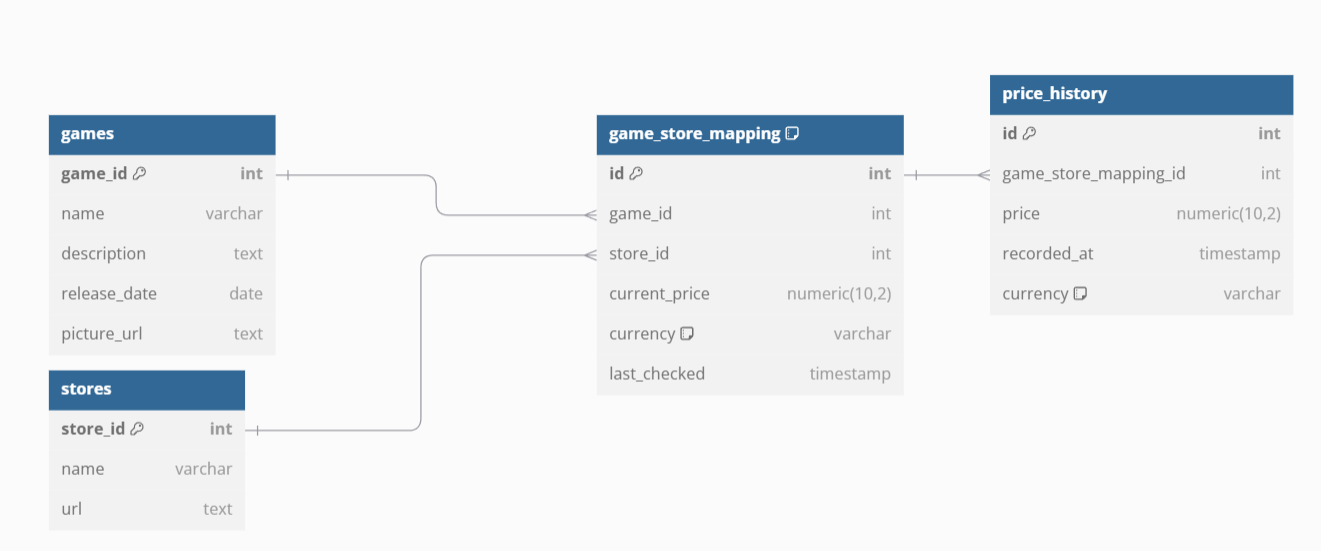 games
game_id int
name varchar
description text
release_date date
picture_url text
stores
store_id int
name varchar
url text
game_store_mapping
id int
game_id int
store_id int
current_price numeric(10,2)
currency varchar
last_checked timestamp
price_history
id int
game_store_mapping_id int
price numeric(10,2)
recorded_at timestamp
currency varchar